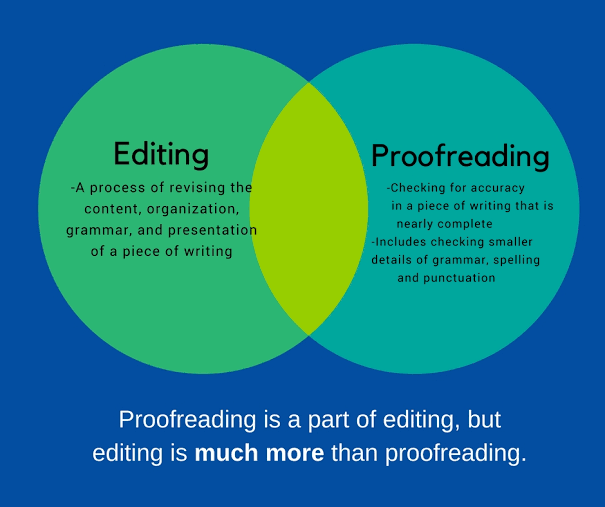 Editing
-A process of revising the
content, organization,
grammar, and presentation
of a piece of writing
Proofreading
-Checking for accuracy
in a piece of writing that is
nearly complete
-Includes checking smaller
details of grammar, spelling
and punctuation
Proofreading is a part of editing, but
editing is much more than proofreading.